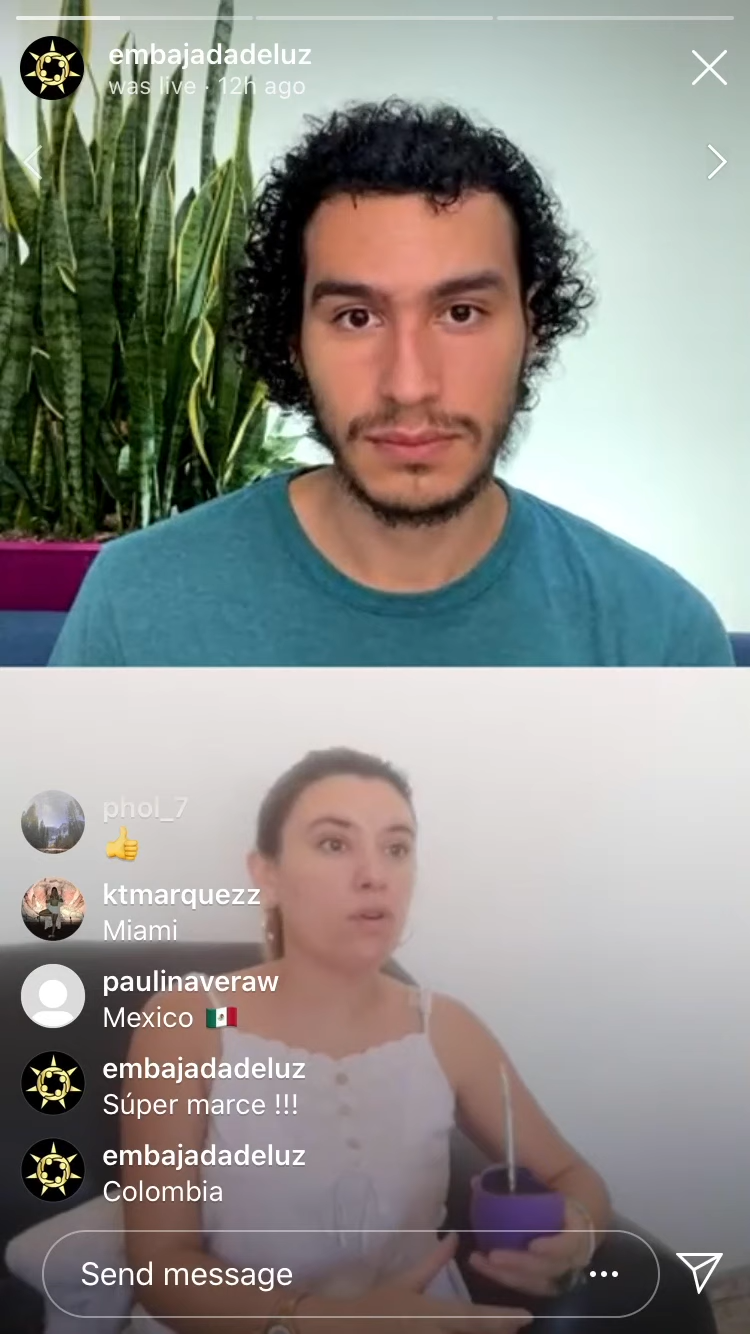 embajadadeluz
was live · 12h ago
phol_7
👍
ktmarquezz
Miami
paulinaveraw
Mexico 🇲🇽
embajadadeluz
Súper marce !!!
embajadadeluz
Colombia
Send message